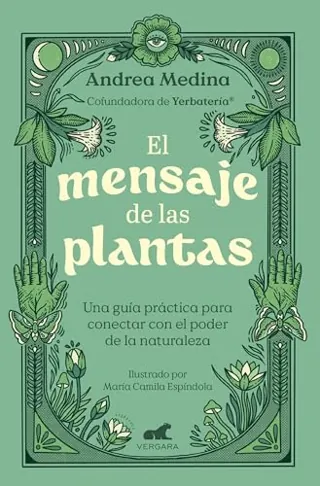 Andrea Medina
Cofundadora de Yerbatería®
El
mensaje
de las
plantas
Una guía práctica para
conectar con el poder
de la naturaleza
Ilustrado por
María Camila Espíndola
VERGARA